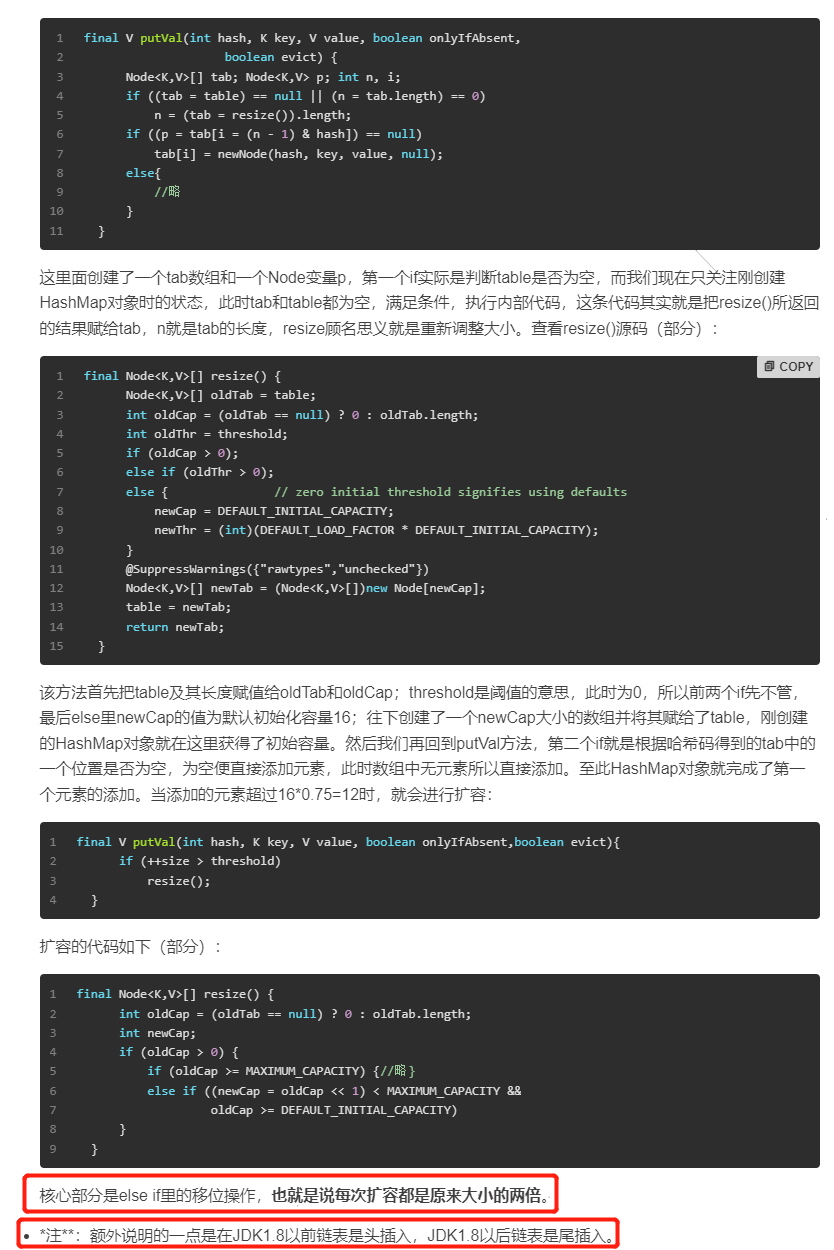 1 final V putVal(int hash, K key, V value, boolean onlyIfAbsent,
2 boolean evict) {
3 Node<K,V>[] tab; Node<K,V> p; int n, i;
4 if ((tab = table) == null || (n = tab.length) == 0)
5 n = (tab = resize()).length;
6 if ((p = tab[i = (n - 1) & hash]) == null)
7 tab[i] = newNode(hash, key, value, null);
8 else{
9 //略
10 }
11 }
这里面创建了一个tab数组和一个Node变量p，第一个if实际是判断table是否为空，而我们现在只关注刚创建
HashMap对象时的状态，此时tab和table都为空，满足条件，执行内部代码，这条代码其实就是把resize()所返回
的结果赋给tab，n就是tab的长度，resize顾名思义就是重新调整大小。查看resize()源码（部分）：
COPY
1 final Node<K,V>[] resize() {
2 Node<K,V>[] oldTab = table;
3 int oldCap = (oldTab == null) ? 0 : oldTab.length;
4 int oldThr = threshold;
5 if (oldCap > 0);
6 else if (oldThr > 0);
7 else { // zero initial threshold signifies using defaults
8 newCap = DEFAULT_INITIAL_CAPACITY;
9 newThr = (int)(DEFAULT_LOAD_FACTOR * DEFAULT_INITIAL_CAPACITY);
10 }
11 @SuppressWarnings({"rawtypes","unchecked"})
12 Node<K,V>[] newTab = (Node<K,V>[])new Node[newCap];
13 table = newTab;
14 return newTab;
15 }
该方法首先把table及其长度赋值给oldTab和oldCap；threshold是阈值的意思，此时为0，所以前两个if先不管，
最后else里newCap的值为默认初始化容量16；往下创建了一个newCap大小的数组并将其赋给了table，刚创建
的HashMap对象就在这里获得了初始容量。然后我们再回到putVal方法，第二个if就是根据哈希码得到的tab中的
一个位置是否为空，为空便直接添加元素，此时数组中无元素所以直接添加。至此HashMap对象就完成了第一
个元素的添加。当添加的元素超过16*0.75=12时，就会进行扩容：
1 final V putVal(int hash, K key, V value, boolean onlyIfAbsent,boolean evict){
2 if (++size > threshold)
3 resize();
4 }
扩容的代码如下（部分）：
1 final Node<K,V>[] resize() {
2 int oldCap = (oldTab == null) ? 0 : oldTab.length;
3 int newCap;
4 if (oldCap > 0) {
5 if (oldCap >= MAXIMUM_CAPACITY) {//略}
6 else if ((newCap = oldCap << 1) < MAXIMUM_CAPACITY &&
7 oldCap >= DEFAULT_INITIAL_CAPACITY)
8 }
9 }
核心部分是else if里的移位操作，也就是说每次扩容都是原来大小的两倍。
• *注**：额外说明的一点是在JDK1.8以前链表是头插入，JDK1.8以后链表是尾插入。